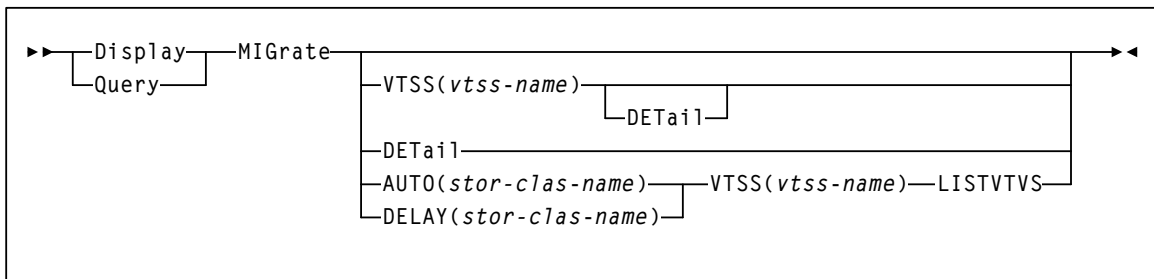 Display MIGrate
Query
VTSS(vtss-name)
DETail
DETail
AUTO(stor-clas-name) VTSS(vtss-name) LISTVTVS
DELAY(stor-clas-name)